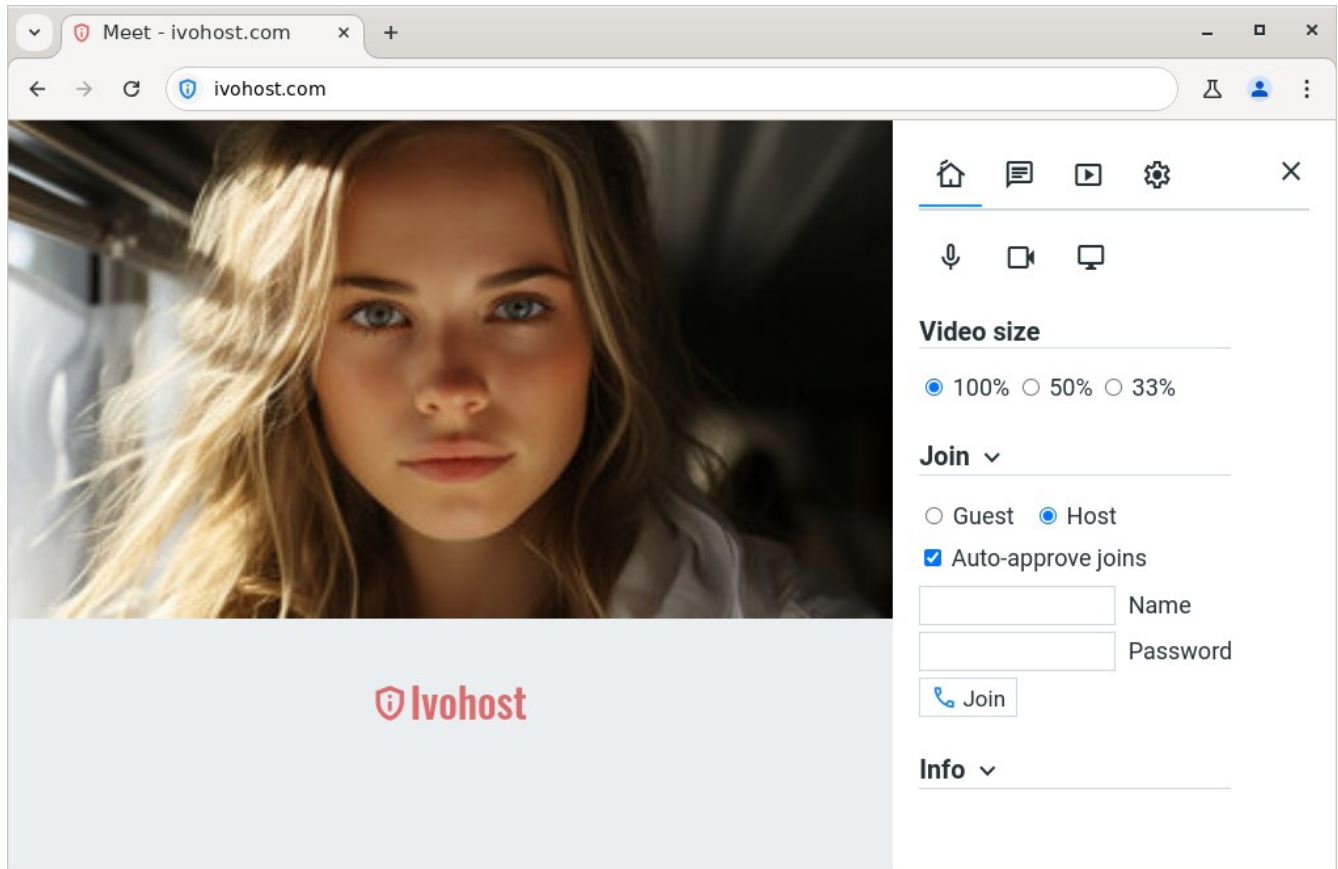 Meet - ivohost.com
ivohost.com
Video size
100% 50% 33%
Join
Guest Host
Auto-approve joins
Name
Password
Join
Info
Ivohost